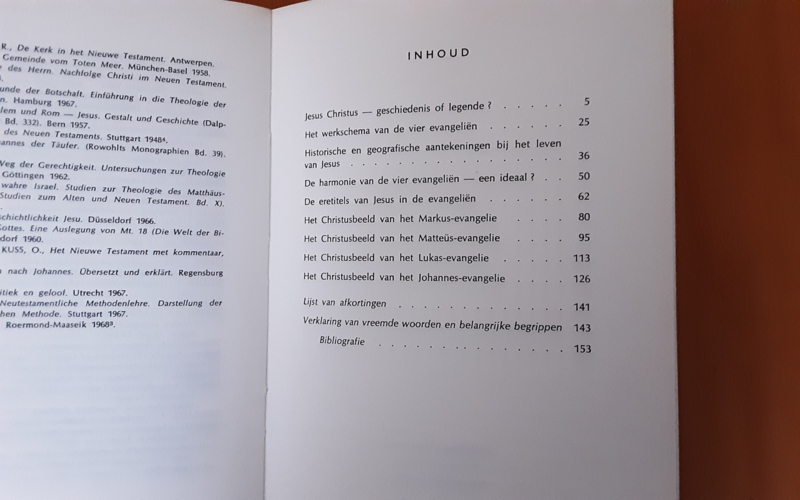 R., De Kerk in het Nieuwe Testament. Antwerpen.
Gemeinde vom Toten Meer. München-Basel 1958.
des Herrn. Nachfolge Christi im Neuen Testament.
unde der Botschaft. Einführung in die Theologie der
n. Hamburg 1967.
lem und Rom — Jesus. Gestalt und Geschichte (Dalp-
Bd. 332). Bern 1957.
des Neuen Testaments. Stuttgart 1948⁴.
annes der Täufer. (Rowohlts Monographien Bd. 39).
Weg der Gerechtigkeit. Untersuchungen zur Theologie
Göttingen 1962.
wahre Israel. Studien zur Theologie des Matthäus-
Studien zum Alten und Neuen Testament. Bd. X).
schichtlichkeit Jesu. Düsseldorf 1966.
Gottes. Eine Auslegung von Mt. 18 (Die Welt der Bi-
dorf 1960.
KUSS, O., Het Nieuwe Testament met kommentaar,
nach Johannes. Übersetzt und erklärt. Regensburg
itiek en geloof. Utrecht 1967.
Neutestamentliche Methodenlehre. Darstellung der
hen Methode. Stuttgart 1967.
Roermond-Maaseik 1968³.
INHOUD
Jesus Christus — geschiedenis of legende ? . . . . . 5
Het werkschema van de vier evangeliën . . . . . . 25
Historische en geografische aantekeningen bij het leven
van Jesus . . . . . . . . . . . . . 36
De harmonie van de vier evangeliën — een ideaal ? . . 50
De eretitels van Jesus in de evangeliën . . . . . . 62
Het Christusbeeld van het Markus-evangelie . . . . 80
Het Christusbeeld van het Matteüs-evangelie . . . . 95
Het Christusbeeld van het Lukas-evangelie . . . . . 113
Het Christusbeeld van het Johannes-evangelie . . . . 126
Lijst van afkortingen . . . . . . . . . . 141
Verklaring van vreemde woorden en belangrijke begrippen 143
Bibliografie . . . . . . . . . . . 153